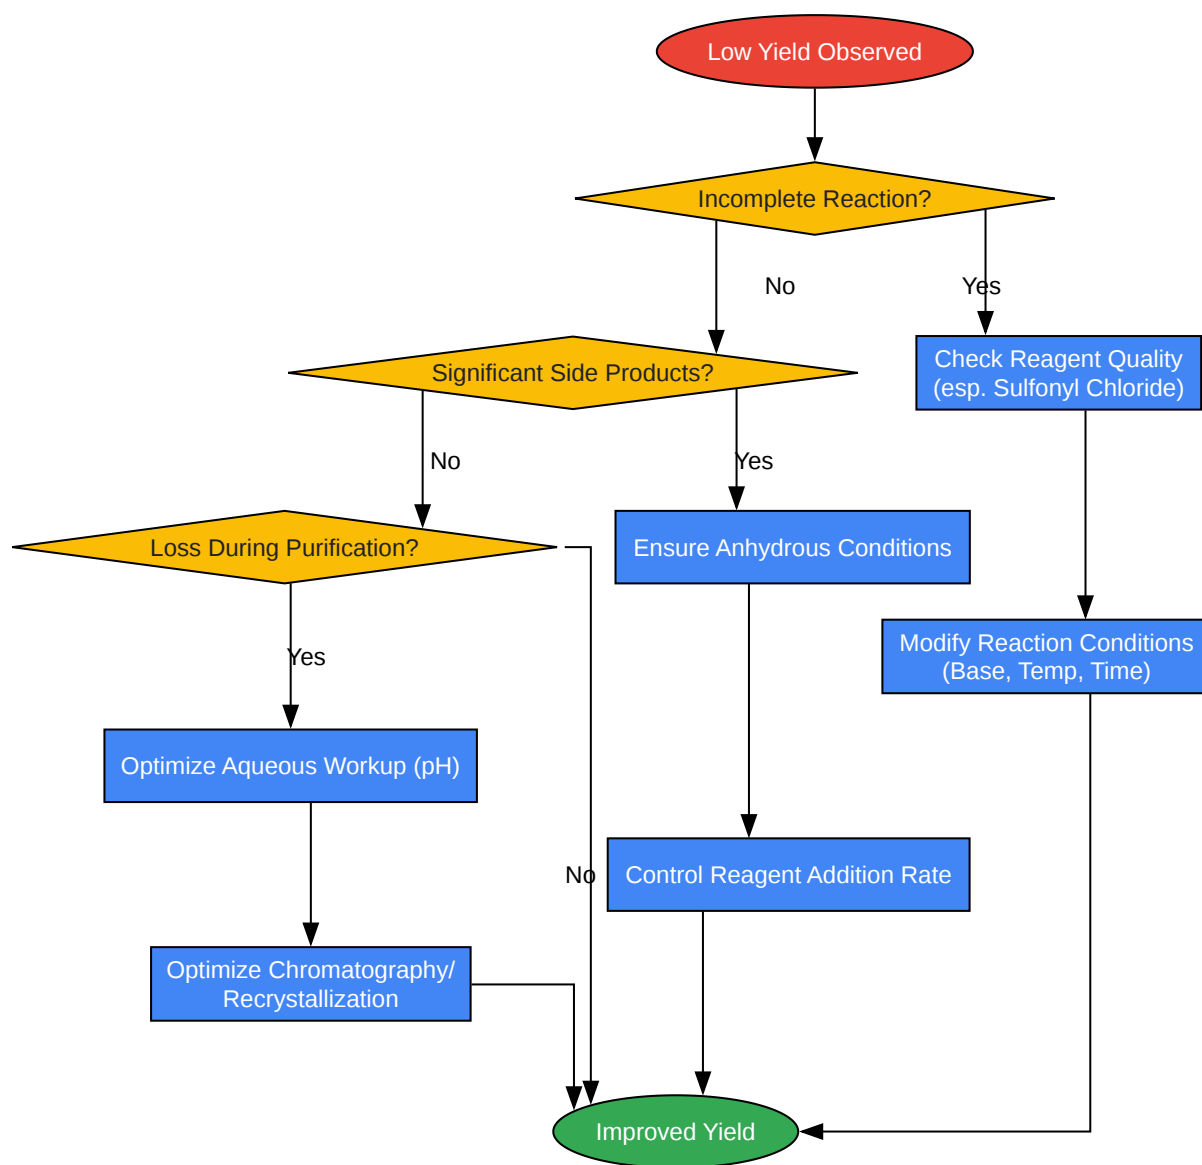 Low Yield Observed
Incomplete Reaction?
No
Yes
Significant Side Products?
Check Reagent Quality
(esp. Sulfonyl Chloride)
No
Yes
Loss During Purification?
Ensure Anhydrous Conditions
Modify Reaction Conditions
(Base, Temp, Time)
Yes
Optimize Aqueous Workup (pH)
No
Control Reagent Addition Rate
Optimize Chromatography/
Recrystallization
Improved Yield